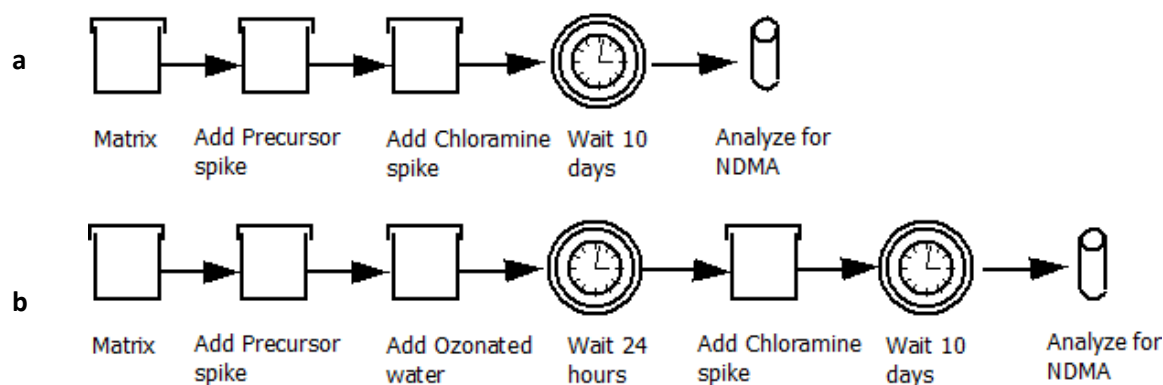 a
Matrix
Add Precursor
spike
Add Chloramine
spike
Wait 10
days
Analyze for
NDMA
b
Matrix
Add Precursor
spike
Add Ozonated
water
Wait 24
hours
Add Chloramine
spike
Wait 10
days
Analyze for
NDMA